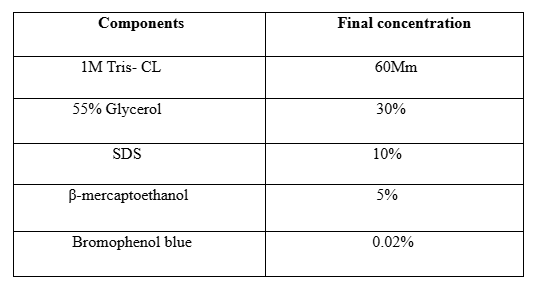 Components Final concentration
1M Tris- CL 60Mm
55% Glycerol 30%
SDS 10%
β-mercaptoethanol 5%
Bromophenol blue 0.02%